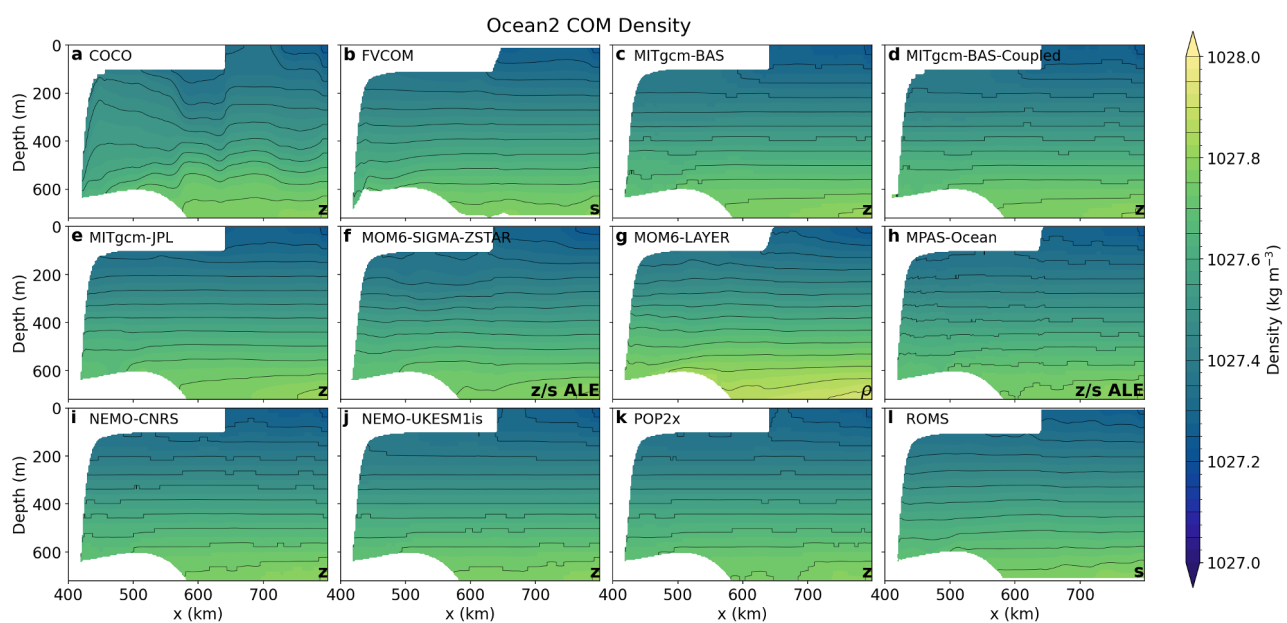 Ocean2 COM Density
a COCO
b FVCOM
c MITgcm-BAS
d MITgcm-BAS-Coupled
0
200
400
600
Depth (m)
z
s
z
z
e MITgcm-JPL
f MOM6-SIGMA-ZSTAR
g MOM6-LAYER
h MPAS-Ocean
0
200
400
600
Depth (m)
z
z/s ALE
ρ
z/s ALE
i NEMO-CNRS
j NEMO-UKESM1is
k POP2x
l ROMS
0
200
400
600
Depth (m)
z
z
z
s
400 500 600 700 800
400 500 600 700 800
400 500 600 700 800
400 500 600 700 800
x (km)
x (km)
x (km)
x (km)
1028.0
1027.8
1027.6
1027.4
1027.2
1027.0
Density (kg m⁻³)